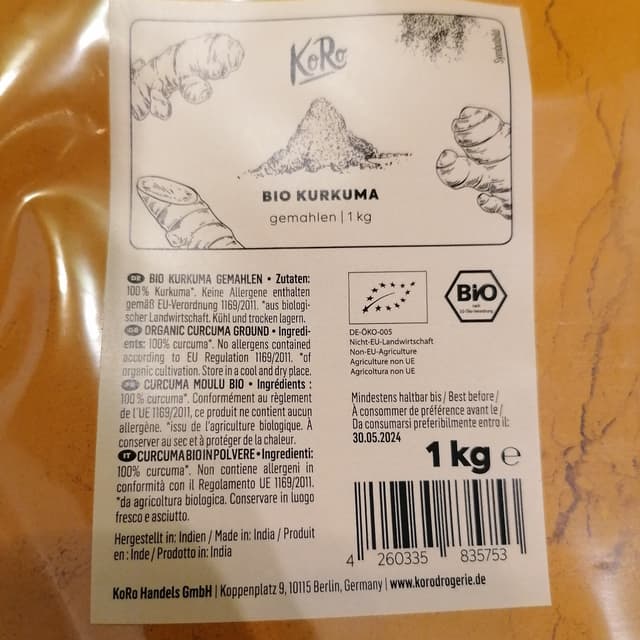 KoRo
BIO KURKUMA
gemahlen | 1 kg
DE BIO KURKUMA GEMAHLEN • Zutaten:
100% Kurkuma*. Keine Allergene enthalten
gemäß EU-Verordnung 1169/2011. *aus biologi-
scher Landwirtschaft. Kühl und trocken lagern.
ORGANIC CURCUMA GROUND • Ingredi-
ents: 100% curcuma*. No allergens contained
according to EU Regulation 1169/2011. *of
organic cultivation. Store in a cool and dry place.
FR CURCUMA MOULU BIO • Ingrédients :
100 % curcuma*. Conformément au règlement
de l'UE 1169/2011, ce produit ne contient aucun
allergène. *issu de l'agriculture biologique. À
conserver au sec et à protéger de la chaleur.
IT CURCUMA BIO IN POLVERE • Ingredienti:
100% curcuma*. Non contiene allergeni in
conformità con il Regolamento UE 1169/2011.
*da agricoltura biologica. Conservare in luogo
fresco e asciutto.
Hergestellt in: Indien / Made in: India / Produit
en : Inde / Prodotto in: India
Bio
nach
EG-Öko-Verordnung
DE-ÖKO-005
Nicht-EU-Landwirtschaft
Non-EU-Agriculture
Agriculture non UE
Agricoltura non UE
Mindestens haltbar bis / Best before /
À consommer de préférence avant le /
Da consumarsi preferibilmente entro il:
30.05.2024
1 kg e
4 260335 835753
KoRo Handels GmbH | Koppenplatz 9, 10115 Berlin, Germany | www.korodrogerie.de